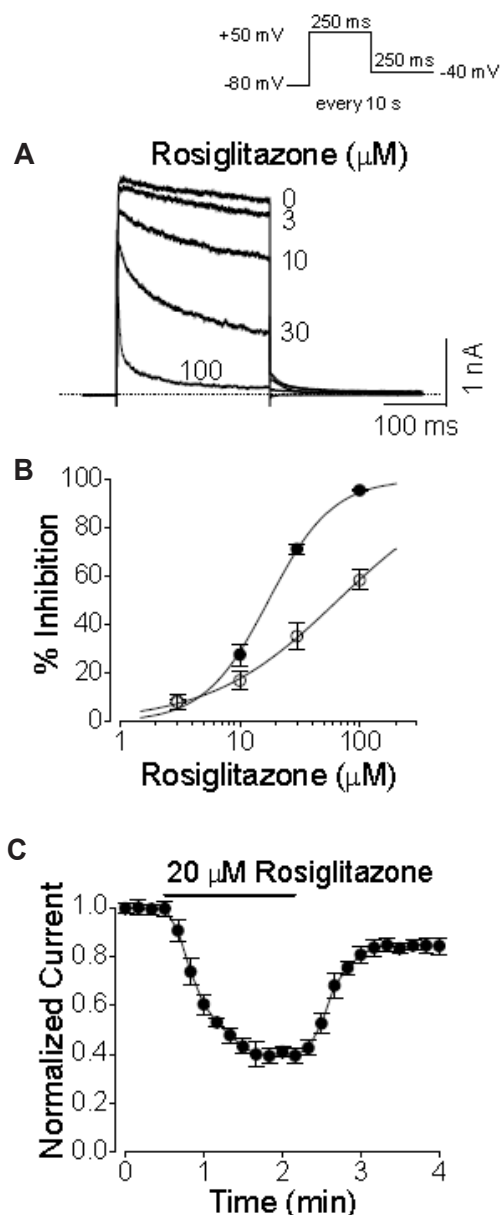 250 ms
+50 mV
250 ms
-40 mV
-80 mV
every 10 s
A
Rosiglitazone (μM)
0
3
10
30
100
1 nA
100 ms
B
% Inhibition
100
80
60
40
20
0
1
10
100
Rosiglitazone (μM)
C
20 μM Rosiglitazone
Normalized Current
1.0
0.8
0.6
0.4
0.2
0.0
0
1
2
3
4
Time (min)